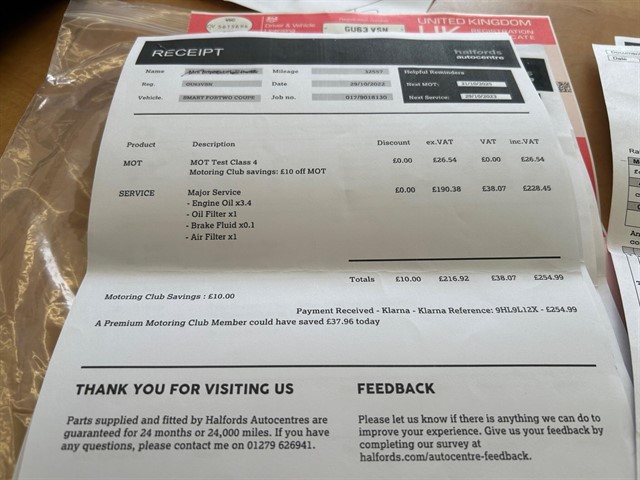 UNITED KINGDOM
Driver & Vehicle
GU63 VSN
RECEIPT
halfords
autocentre
Name
Mileage
32557
Helpful Reminders
Reg.
GU63VSN
Date
29/10/2023
Next MOT:
Vehicle.
SMART FORTWO COUPE
Job no.
017/9018130
Next Service:
Product Description Discount ex.VAT VAT inc.VAT
MOT MOT Test Class 4 £0.00 £26.54 £0.00 £26.54
Motoring Club savings: £10 off MOT
SERVICE Major Service £0.00 £190.38 £38.07 £228.45
- Engine Oil x3.4
- Oil Filter x1
- Brake Fluid x0.1
- Air Filter x1
Totals £10.00 £216.92 £38.07 £254.99
Motoring Club Savings : £10.00
Payment Received - Klarna - Klarna Reference: 9HL9L12X - £254.99
A Premium Motoring Club Member could have saved £37.96 today
THANK YOU FOR VISITING US
Parts supplied and fitted by Halfords Autocentres are
guaranteed for 24 months or 24,000 miles. If you have
any questions, please contact me on 01279 626941.
FEEDBACK
Please let us know if there is anything we can do to
improve your experience. Give us your feedback by
completing our survey at
halfords.com/autocentre-feedback.